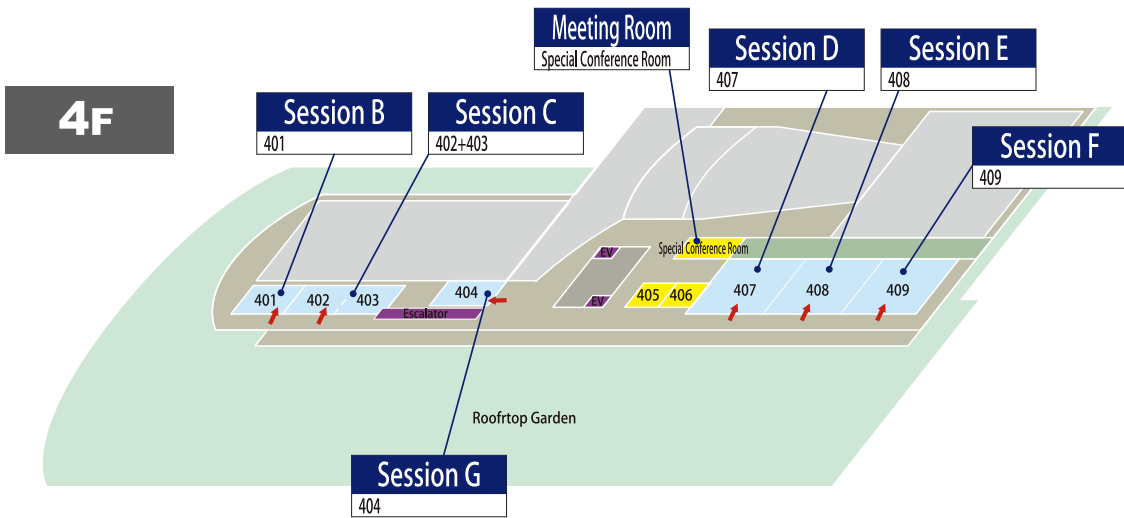 4F
Meeting Room
Special Conference Room
Session D
407
Session E
408
Session B
401
Session C
402+403
Session F
409
EV
Special Conference Room
401
402
403
404
EV
405
406
407
408
409
Escalator
Roofrtop Garden
Session G
404